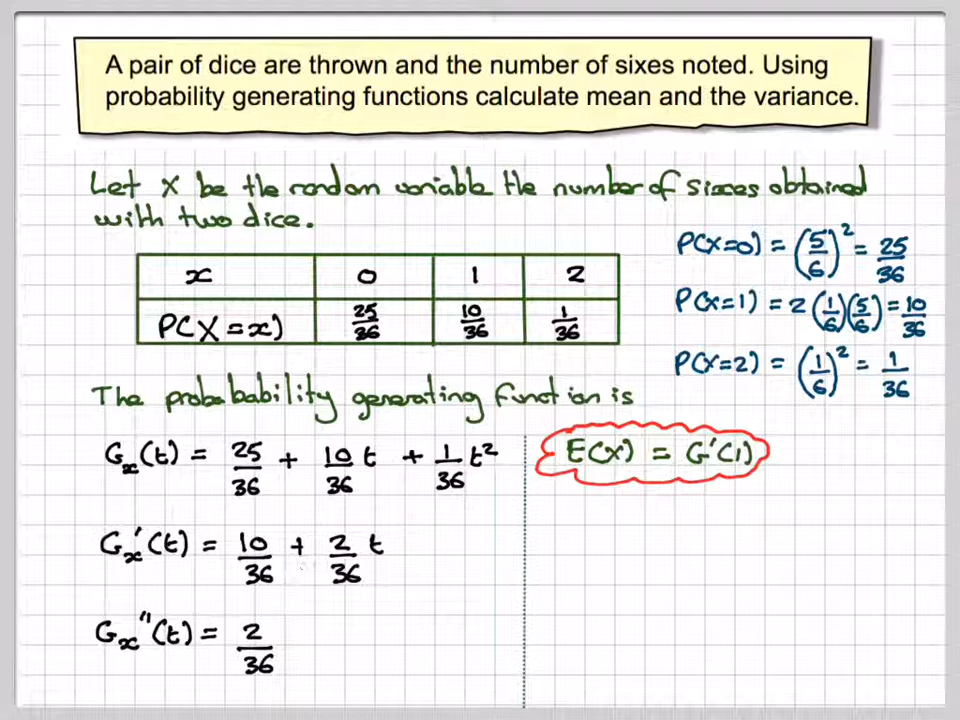 A pair of dice are thrown and the number of sixes noted. Using
probability generating functions calculate mean and the variance.
Let X be the random variable the number of sixes obtained
with two dice.
x 0 1 2
P(X=x) 25/36 10/36 1/36
P(X=0) = (5/6)² = 25/36
P(X=1) = 2(1/6)(5/6) = 10/36
P(X=2) = (1/6)² = 1/36
The probabability generating function is
Gₓ(t) = 25/36 + 10/36 t + 1/36 t²
Gₓ'(t) = 10/36 + 2/36 t
Gₓ"(t) = 2/36
E(X) = G'(1)